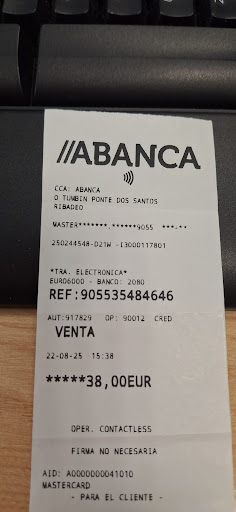 //ABANCA
CCA: ABANCA
O TUMBIN PONTE DOS SANTOS
RIBADEO
MASTER*******.******9055 ***-**
250244548-D21W -I3000117801
*TRA. ELECTRONICA*
EURO6000 - BANCO: 2080
REF:905535484646
AUT:917829 OP: 90012 CRED
VENTA
22-08-25 15:38
*****38,00EUR
OPER. CONTACTLESS
FIRMA NO NECESARIA
AID: A0000000041010
MASTERCARD
- PARA EL CLIENTE -